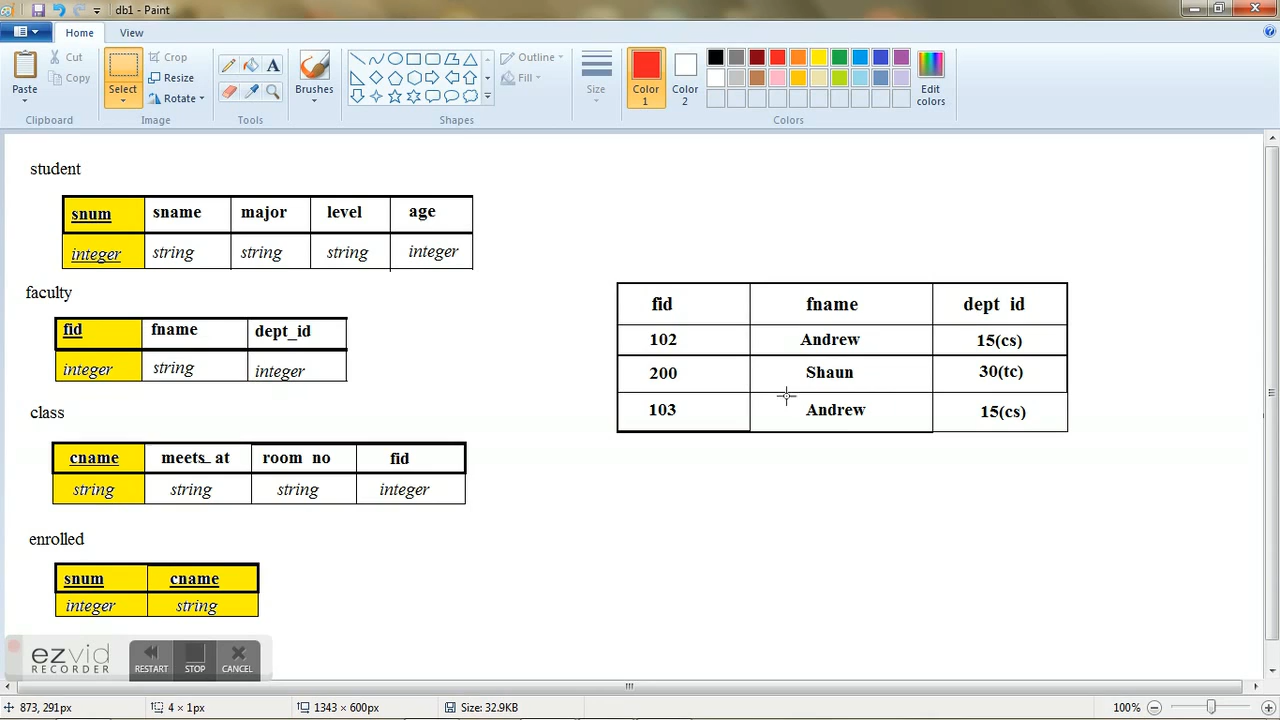 db1 - Paint
Home View
Paste
Cut
Copy
Clipboard
Select
Crop
Resize
Rotate
Image
A
Tools
Brushes
Outline
Fill
Shapes
Size
Color 1
Color 2
Edit colors
Colors
student
snum sname major level age
integer string string string integer
faculty
fid fname dept_id
integer string integer
class
cname meets_at room no fid
string string string integer
enrolled
snum cname
integer string
fid fname dept id
102 Andrew 15(cs)
200 Shaun 30(tc)
103 Andrew 15(cs)
ezvid
RECORDER
RESTART STOP CANCEL
873, 291px 4 × 1px 1343 × 600px Size: 32.9KB 100%